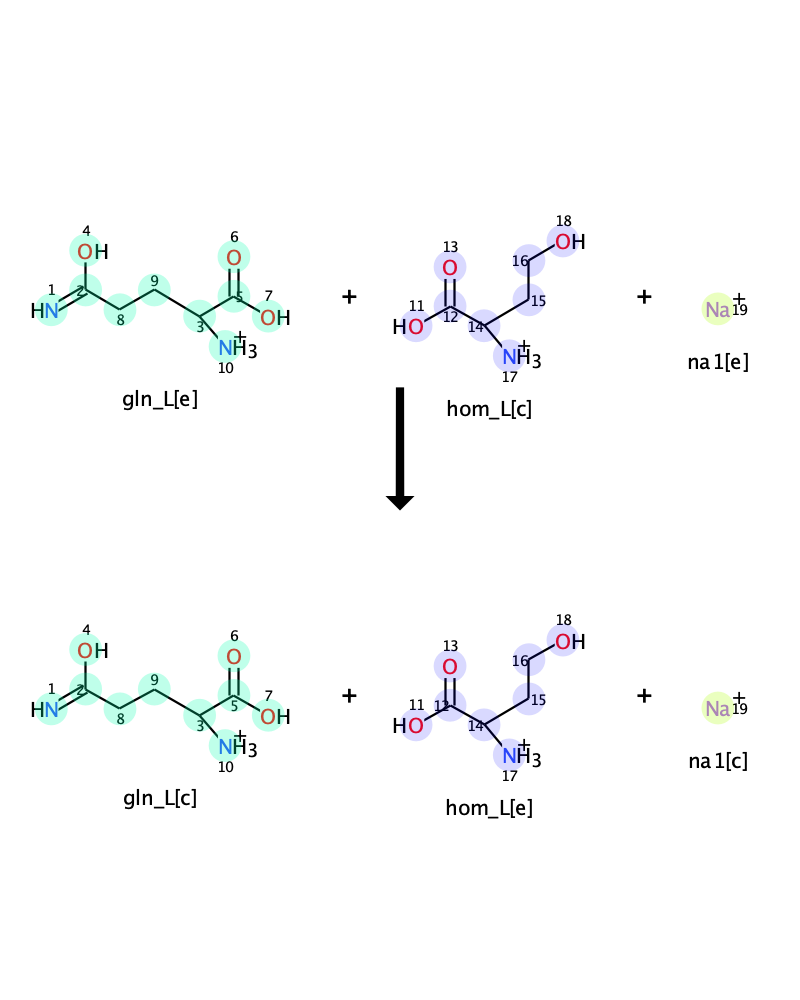 4
OH
1
HN
2
8
9
3
5
6
O
7
OH
NH3
+
10
gln_L[e]
+
13
O
11
HO
12
14
15
16
18
OH
NH3
+
17
hom_L[c]
+
Na
+
19
na1[e]
4
OH
1
HN
2
8
9
3
5
6
O
7
OH
NH3
+
10
gln_L[c]
+
13
O
11
HO
12
14
15
16
18
OH
NH3
+
17
hom_L[e]
+
Na
+
19
na1[c]